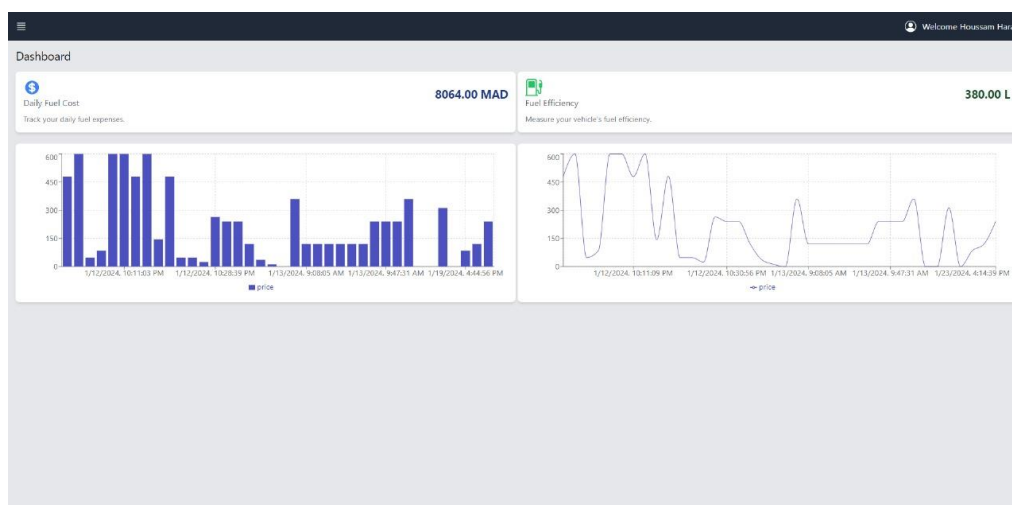 Welcome Houssam Hara
Dashboard
Daily Fuel Cost
8064.00 MAD
Track your daily fuel expenses.
Fuel Efficiency
380.00 L
Measure your vehicle's fuel efficiency.
600
450
300
150
0
1/12/2024, 10:11:03 PM 1/12/2024, 10:28:39 PM 1/13/2024, 9:08:05 AM 1/13/2024, 9:47:31 AM 1/19/2024, 4:44:56 PM
price
600
450
300
150
0
1/12/2024, 10:11:09 PM 1/12/2024, 10:30:56 PM 1/13/2024, 9:08:05 AM 1/13/2024, 9:47:31 AM 1/23/2024, 4:14:39 PM
price